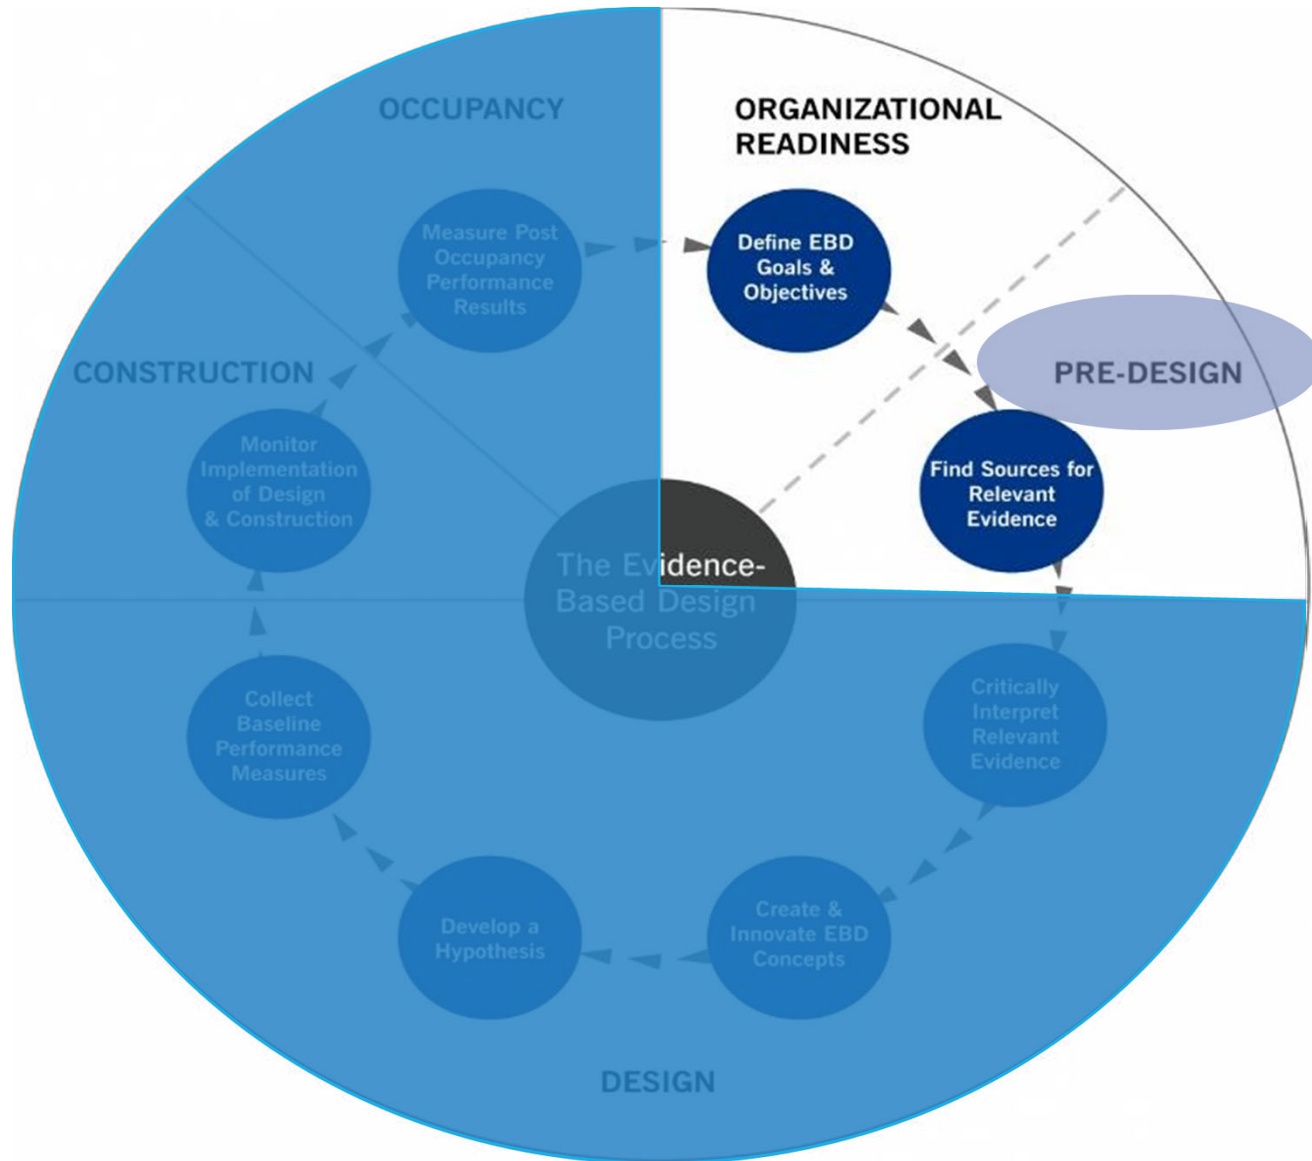 OCCUPANCY
ORGANIZATIONAL
READINESS
Measure Post
Occupancy
Performance
Results
Define EBD
Goals &
Objectives
CONSTRUCTION
PRE-DESIGN
Monitor
Implementation
of Design
& Construction
Find Sources for
Relevant
Evidence
The Evidence-
Based Design
Process
Collect
Baseline
Performance
Measures
Critically
Interpret
Relevant
Evidence
Develop a
Hypothesis
Create &
Innovate EBD
Concepts
DESIGN